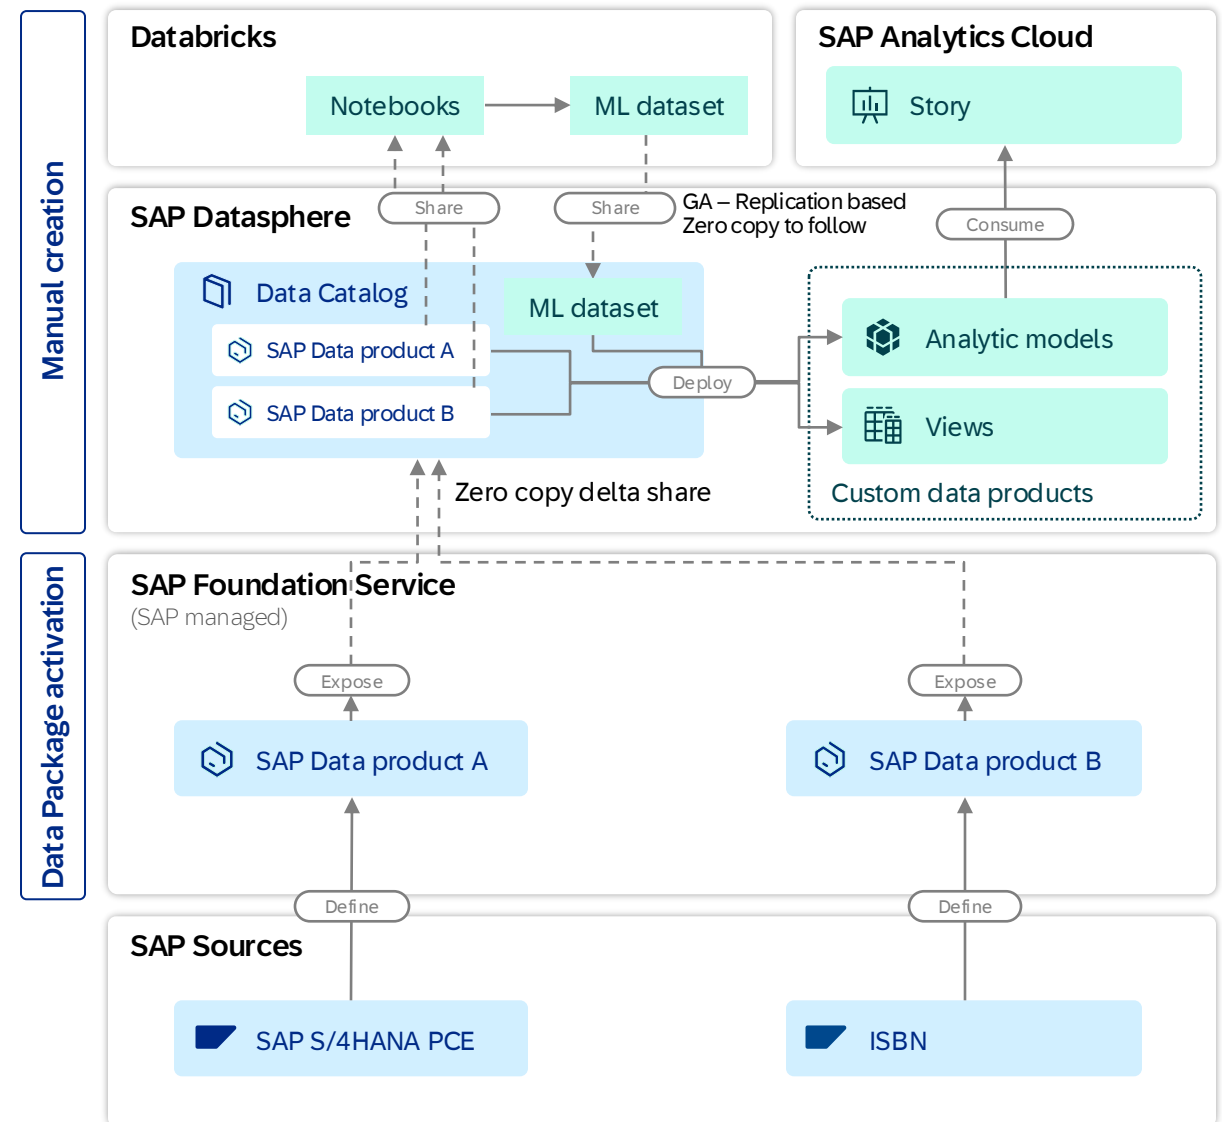 Manual creation
Data Package activation
Databricks
Notebooks
ML dataset
SAP Analytics Cloud
Story
SAP Datasphere
Share
Share
GA – Replication based
Zero copy to follow
Consume
Data Catalog
ML dataset
SAP Data product A
SAP Data product B
Deploy
Analytic models
Views
Custom data products
Zero copy delta share
SAP Foundation Service
(SAP managed)
Expose
Expose
SAP Data product A
SAP Data product B
Define
Define
SAP Sources
SAP S/4HANA PCE
ISBN